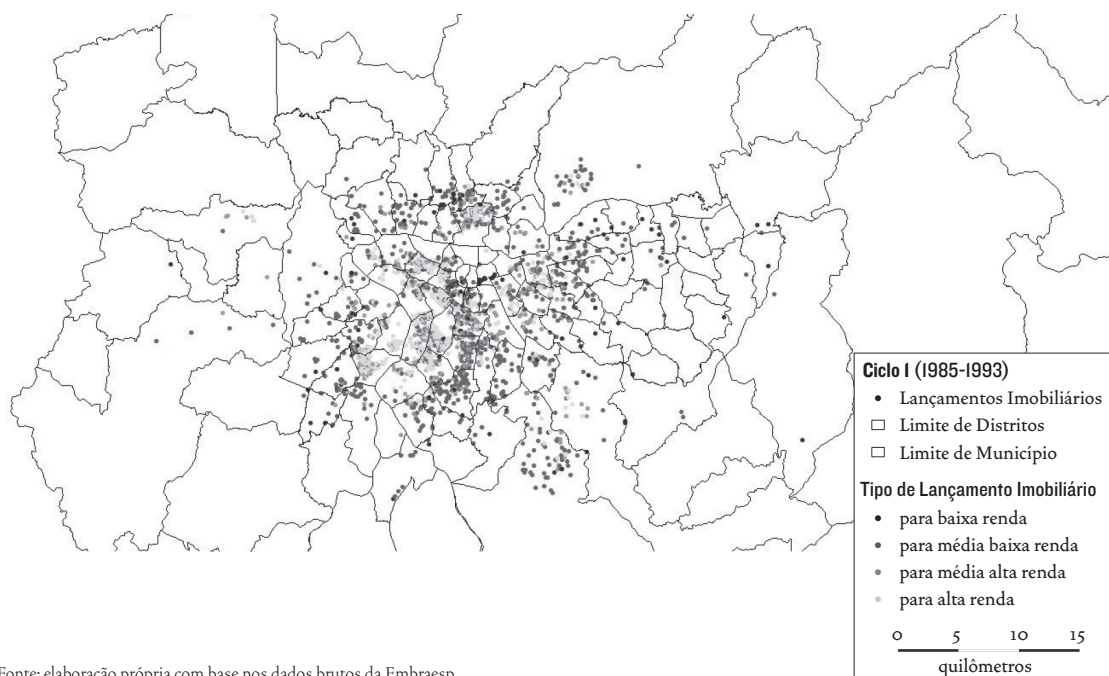 Ciclo 1 (1985-1993)
Lançamentos Imobiliários
Limite de Distritos
Limite de Município
Tipo de Lançamento Imobiliário
para baixa renda
para média baixa renda
para média alta renda
para alta renda
0 5 10 15
quilômetros
Fonte: elaboração própria com base nos dados brutos da Embraesp